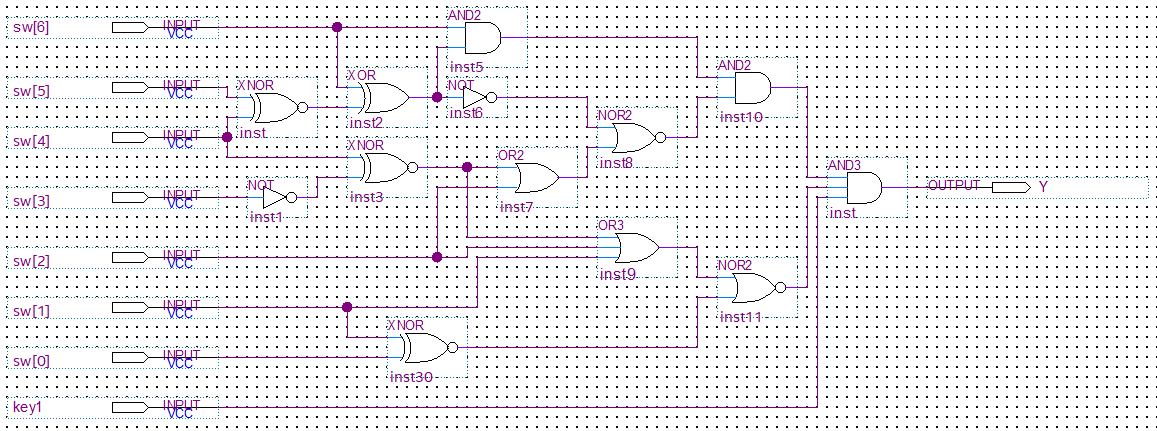 AND2
sw[6]
INPUT
VCC
inst5
AND2
XOR
NOT
XNOR
sw[5]
INPUT
VCC
inst6
inst10
NOR2
inst2
sw[4]
INPUT
VCC
inst
XNOR
OR2
inst8
AND3
NOT
sw[3]
INPUT
VCC
inst3
inst7
OUTPUT
Y
inst1
inst
OR3
sw[2]
INPUT
VCC
inst9
NOR2
sw[1]
INPUT
VCC
XNOR
inst11
sw[0]
INPUT
VCC
inst30
key1
INPUT
VCC